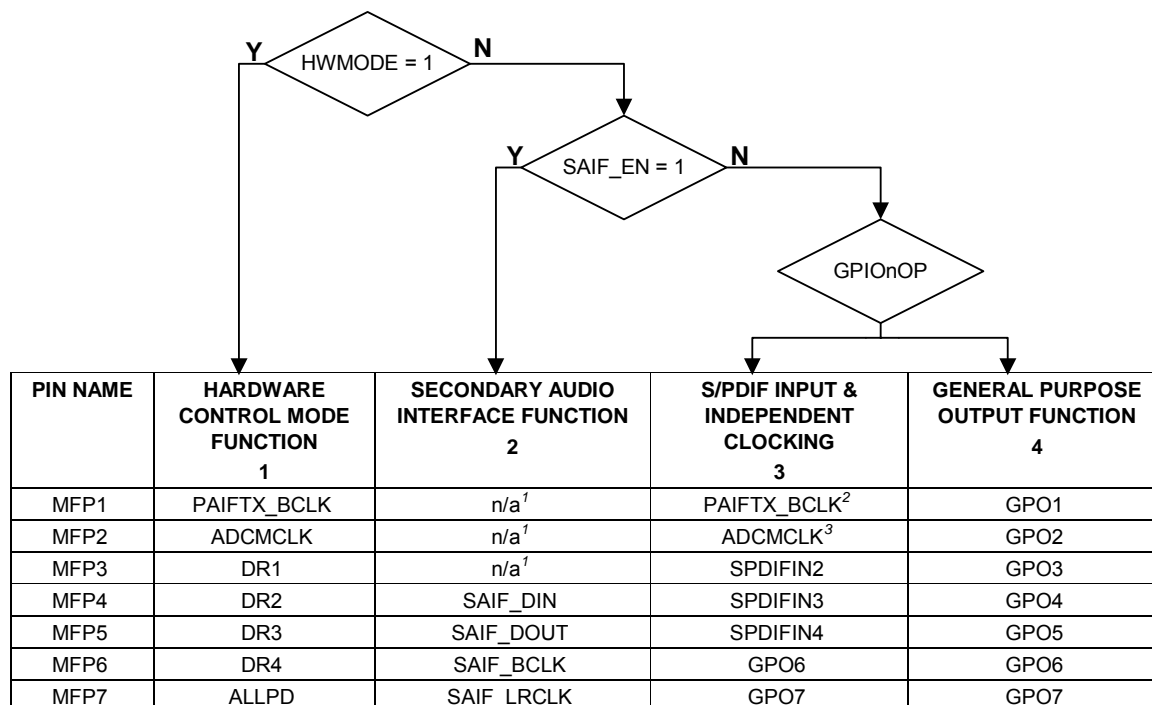 HWMODE = 1
Y
N
SAIF_EN = 1
Y
N
GPIOnOP
PIN NAME
HARDWARE
CONTROL MODE
FUNCTION
1
SECONDARY AUDIO
INTERFACE FUNCTION
2
S/PDIF INPUT &
INDEPENDENT
CLOCKING
3
GENERAL PURPOSE
OUTPUT FUNCTION
4
MFP1 PAIFTX_BCLK n/a¹ PAIFTX_BCLK² GPO1
MFP2 ADCMCLK n/a¹ ADCMCLK³ GPO2
MFP3 DR1 n/a¹ SPDIFIN2 GPO3
MFP4 DR2 SAIF_DIN SPDIFIN3 GPO4
MFP5 DR3 SAIF_DOUT SPDIFIN4 GPO5
MFP6 DR4 SAIF_BCLK GPO6 GPO6
MFP7 ALLPD SAIF_LRCLK GPO7 GPO7